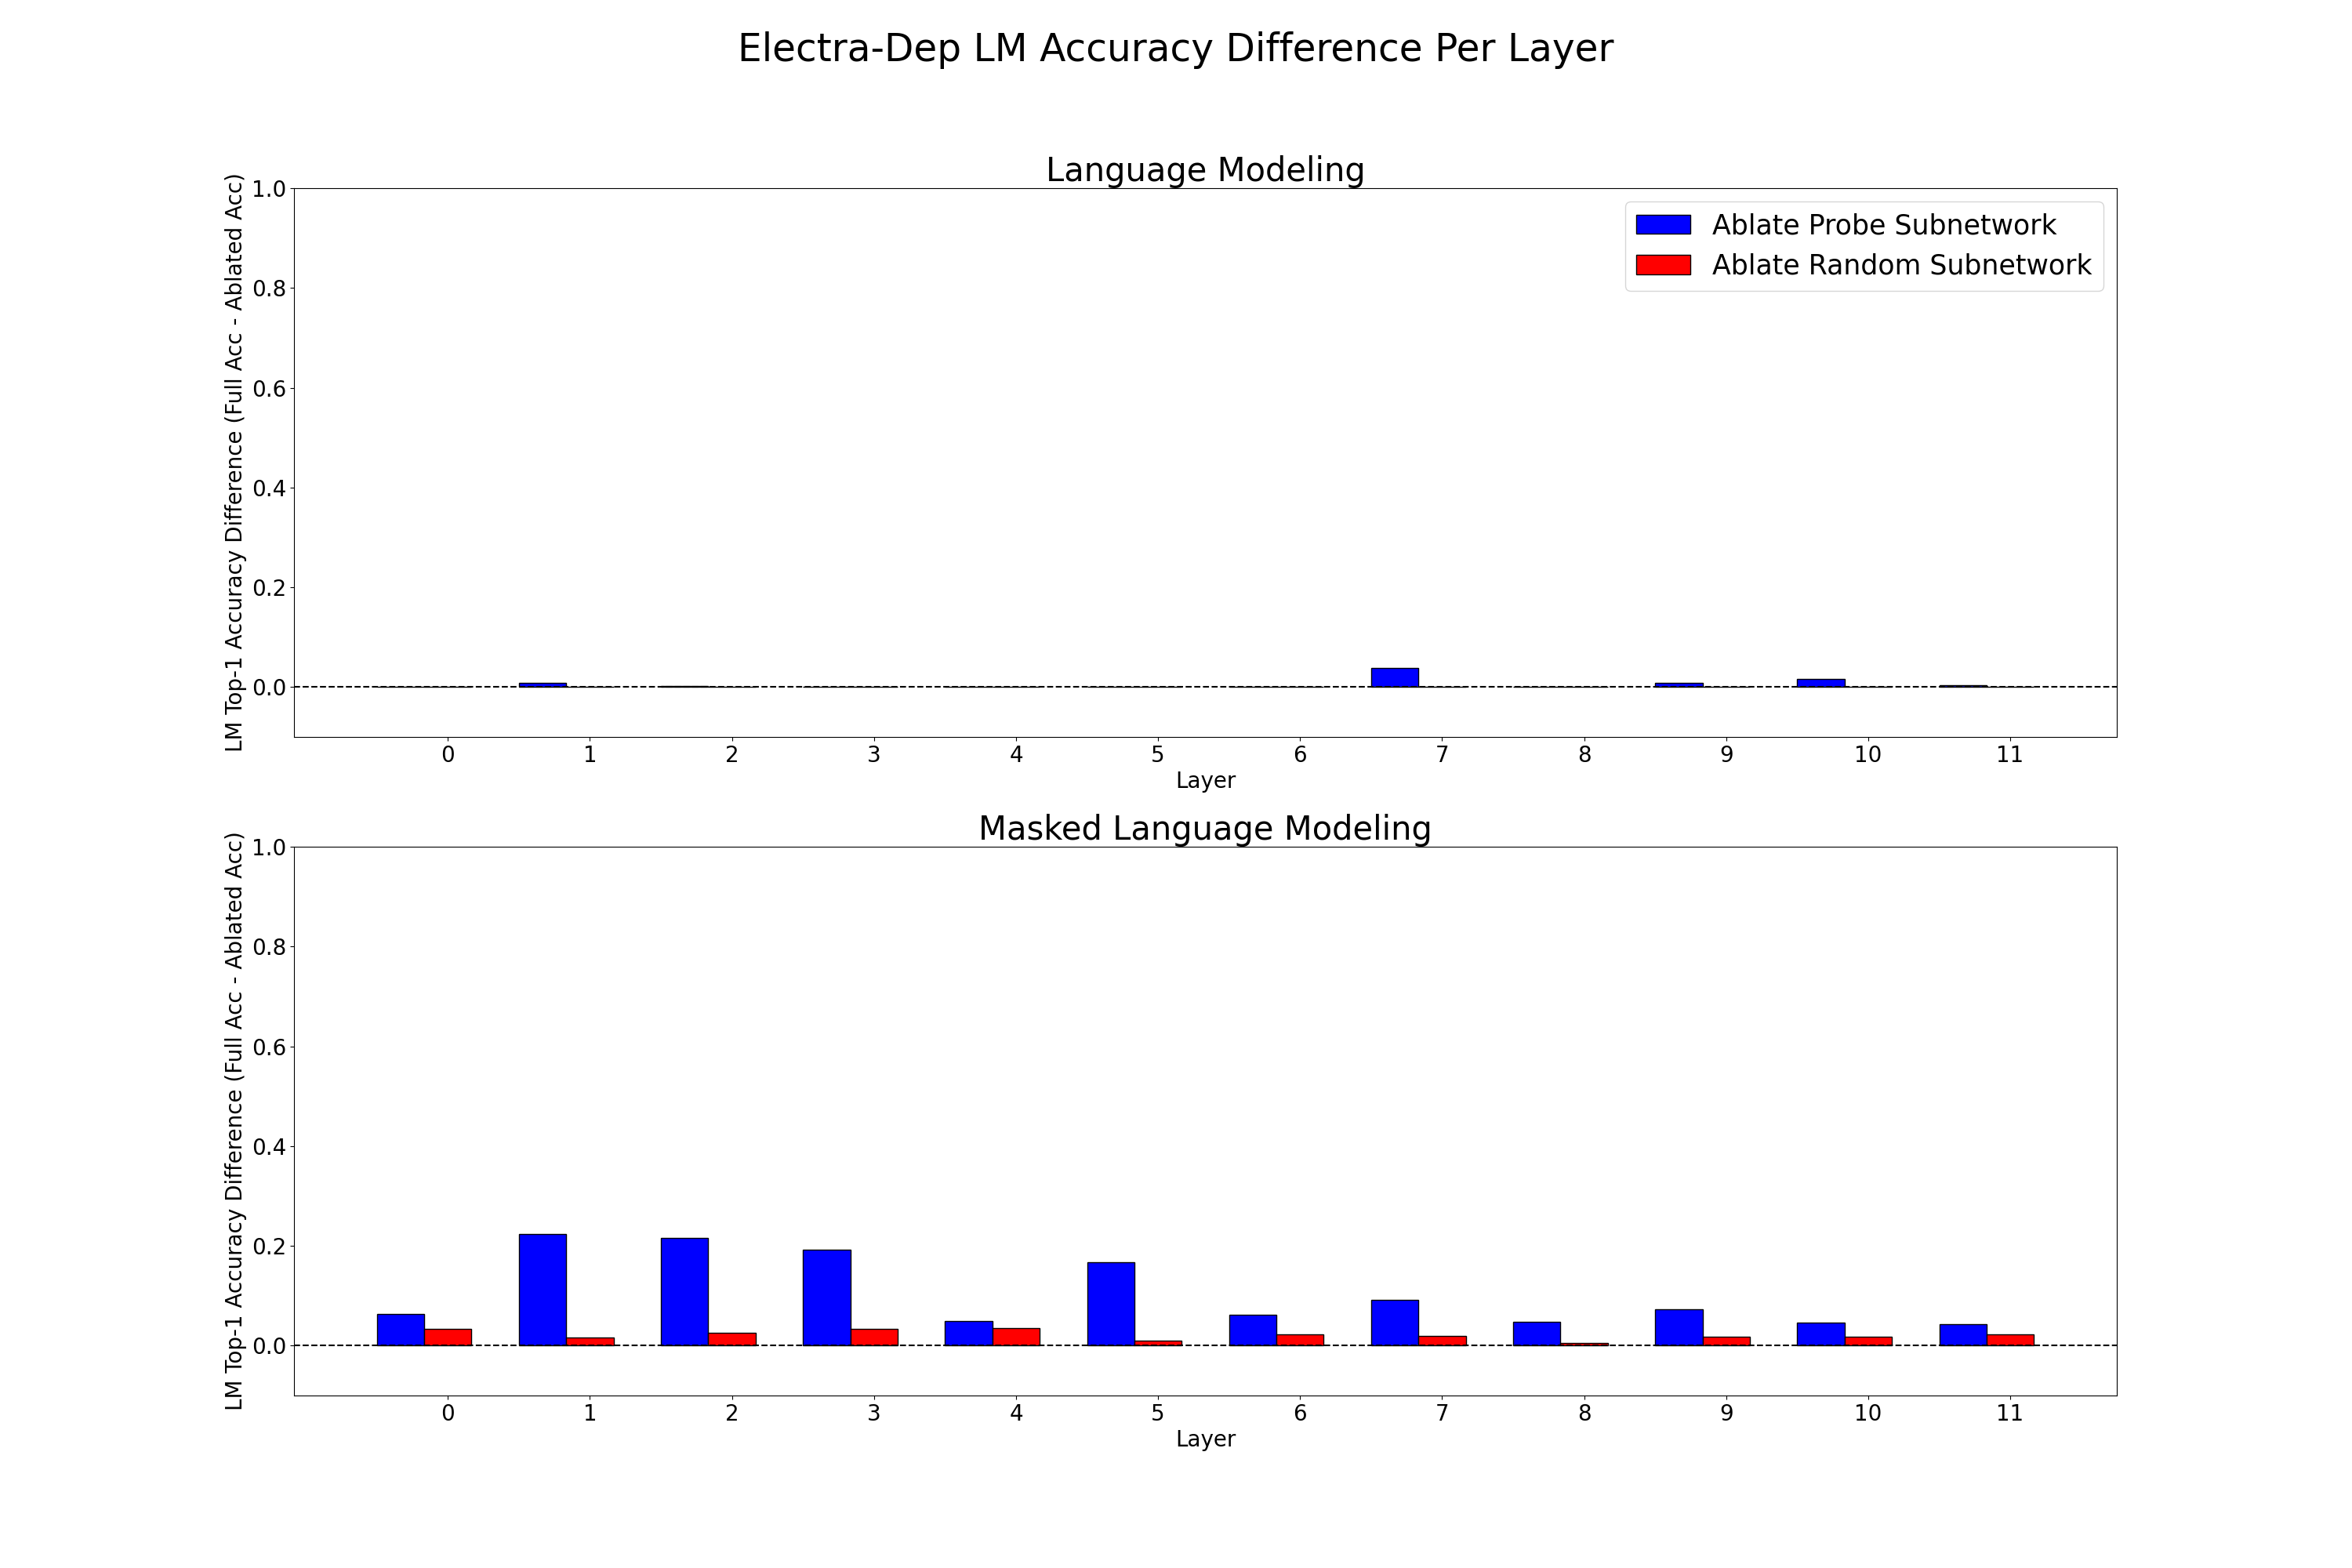 Electra-Dep LM Accuracy Difference Per Layer
Language Modeling
LM Top-1 Accuracy Difference (Full Acc - Ablated Acc)
1.0
0.8
0.6
0.4
0.2
0.0
Ablate Probe Subnetwork
Ablate Random Subnetwork
0 1 2 3 4 5 6 7 8 9 10 11
Layer
Masked Language Modeling
LM Top-1 Accuracy Difference (Full Acc - Ablated Acc)
1.0
0.8
0.6
0.4
0.2
0.0
0 1 2 3 4 5 6 7 8 9 10 11
Layer